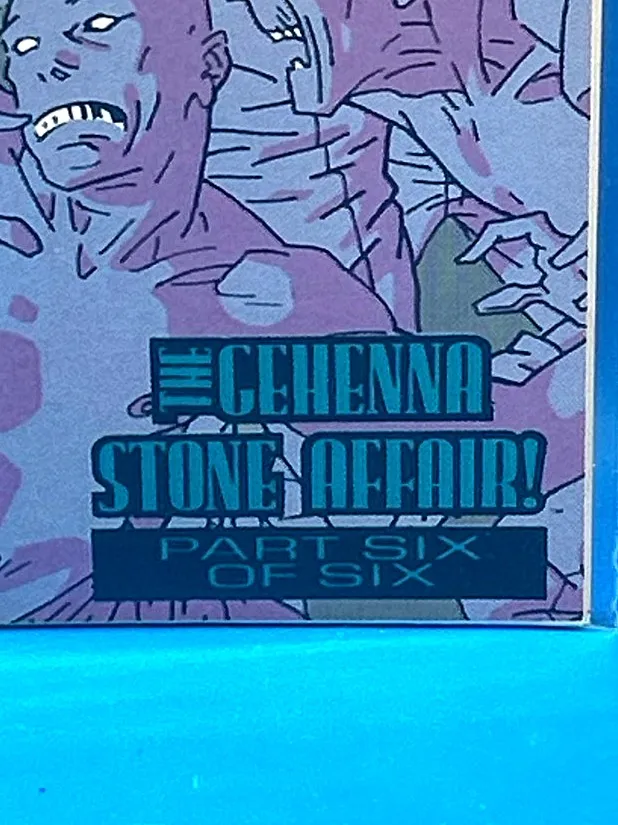 THE GEHENNA
STONE AFFAIR!
PART SIX
OF SIX